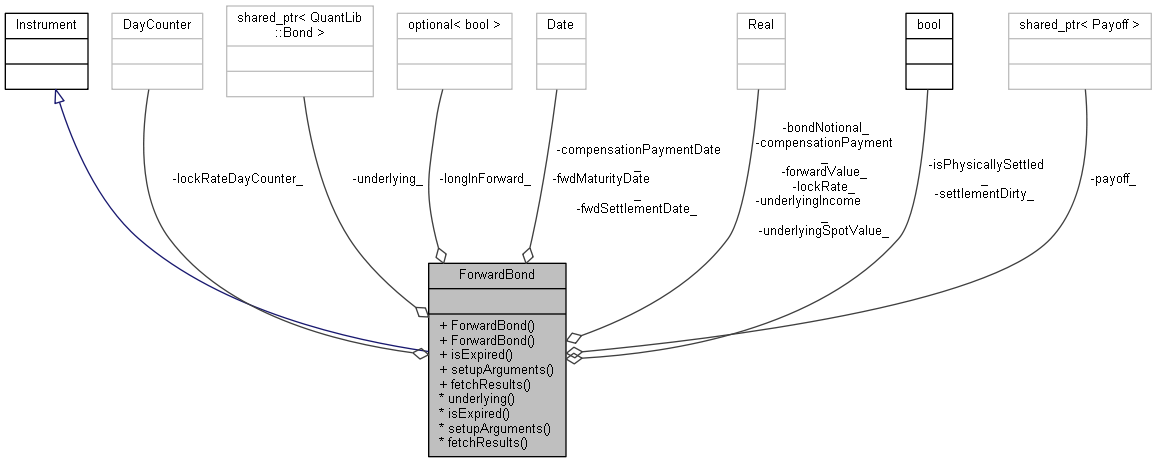 Instrument
DayCounter
shared_ptr< QuantLib
::Bond >
optional< bool >
Date
Real
bool
shared_ptr< Payoff >
-lockRateDayCounter_
-underlying_
-longInForward_
-compensationPaymentDate
_
-fwdMaturityDate
_
-fwdSettlementDate_
-bondNotional_
-compensationPayment
_
-forwardValue_
-lockRate_
-underlyingIncome
_
-underlyingSpotValue_
-isPhysicallySettled
_
-settlementDirty_
-payoff_
ForwardBond
+ ForwardBond()
+ ForwardBond()
+ isExpired()
+ setupArguments()
+ fetchResults()
* underlying()
* isExpired()
* setupArguments()
* fetchResults()